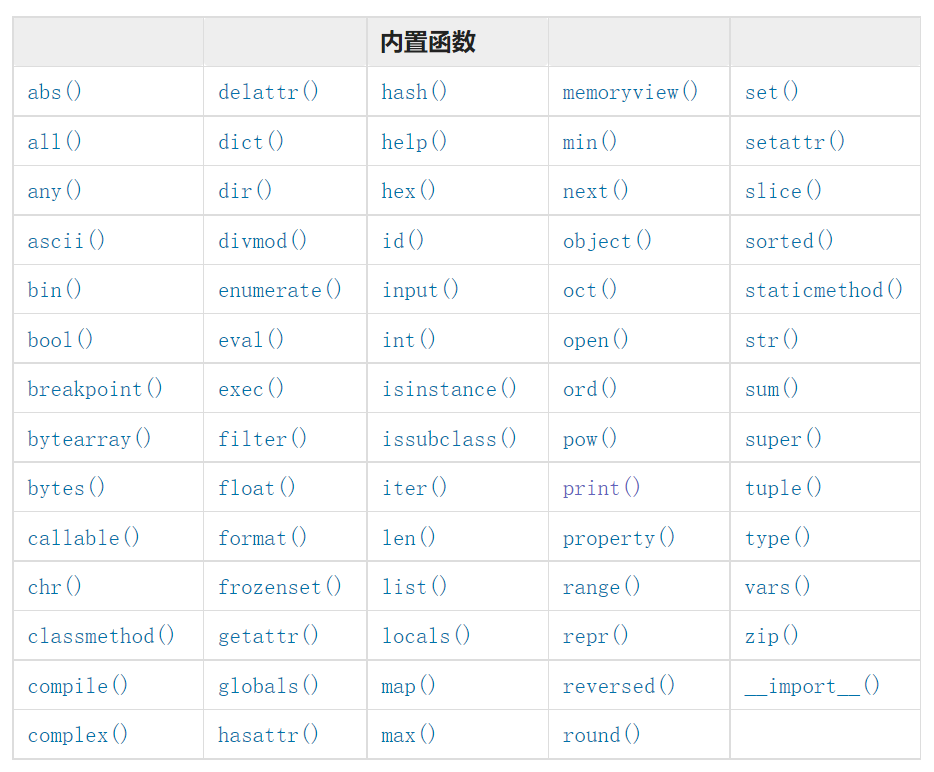 内置函数
abs() delattr() hash() memoryview() set()
all() dict() help() min() setattr()
any() dir() hex() next() slice()
ascii() divmod() id() object() sorted()
bin() enumerate() input() oct() staticmethod()
bool() eval() int() open() str()
breakpoint() exec() isinstance() ord() sum()
bytearray() filter() issubclass() pow() super()
bytes() float() iter() print() tuple()
callable() format() len() property() type()
chr() frozenset() list() range() vars()
classmethod() getattr() locals() repr() zip()
compile() globals() map() reversed() __import__()
complex() hasattr() max() round()